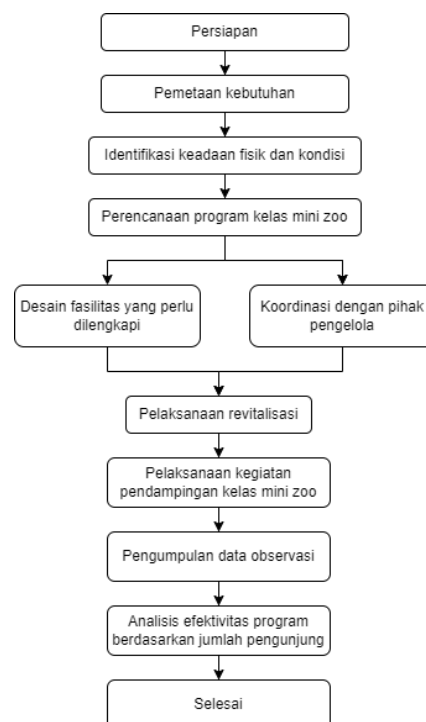 Persiapan
Pemetaan kebutuhan
Identifikasi keadaan fisik dan kondisi
Perencanaan program kelas mini zoo
Desain fasilitas yang perlu
dilengkapi
Koordinasi dengan pihak
pengelola
Pelaksanaan revitalisasi
Pelaksanaan kegiatan
pendampingan kelas mini zoo
Pengumpulan data observasi
Analisis efektivitas program
berdasarkan jumlah pengunjung
Selesai